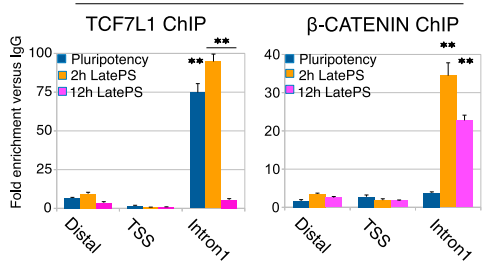 TCF7L1 ChIP
Fold enrichment versus IgG
100
75
50
25
0
Pluripotency
2h LatePS
12h LatePS
**
**
Distal
TSS
Intron1
β-CATENIN ChIP
40
30
20
10
0
Pluripotency
2h LatePS
12h LatePS
**
**
Distal
TSS
Intron1